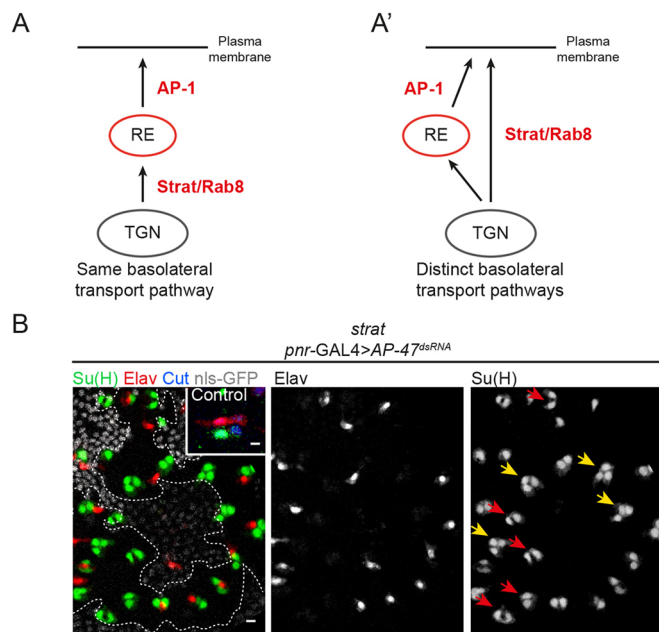 A
Plasma
membrane
AP-1
RE
Strat/Rab8
TGN
Same basolateral
transport pathway
A'
Plasma
membrane
AP-1
RE
Strat/Rab8
TGN
Distinct basolateral
transport pathways
B
strat
pnr-GAL4>AP-47dsRNA
Su(H) Elav Cut nls-GFP
Control
Elav
Su(H)